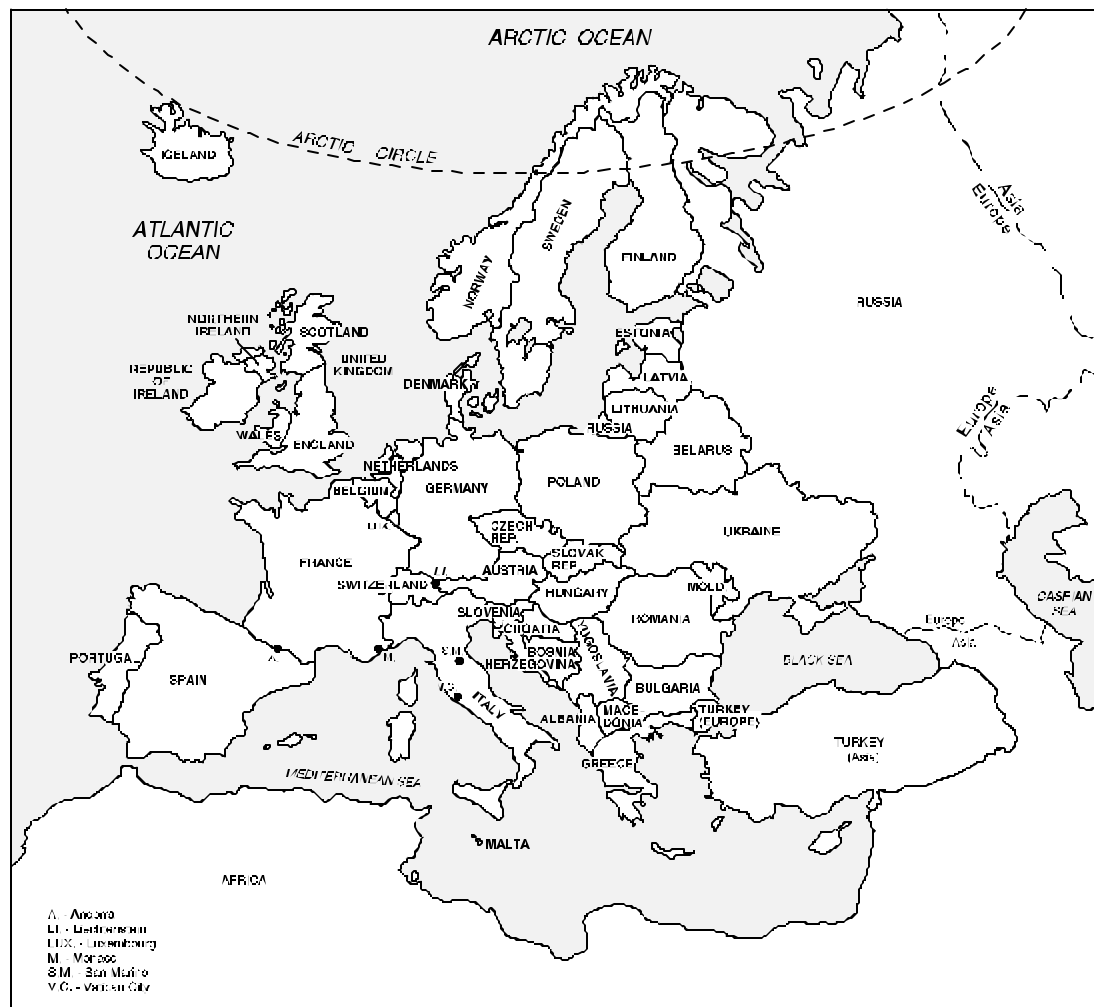 ARCTIC OCEAN
ARCTIC CIRCLE
ICELAND
Asia
Europe
ATLANTIC
OCEAN
SWEDEN
FINLAND
NORWAY
RUSSIA
NORTHERN
IRELAND
SCOTLAND
ESTONIA
UNITED
KINGDOM
REPUBLIC
OF
IRELAND
DENMARK
LATVIA
LITHUANIA
RUSSIA
Europe
Asia
WALES
ENGLAND
BELARUS
NETHERLANDS
GERMANY
POLAND
BELGIUM
LUX.
CZECH
REP.
UKRAINE
SLOVAK
REP.
FRANCE
LI.
AUSTRIA
SWITZERLAND
HUNGARY
MOLD.
CASPIAN
SEA
SLOVENIA
CROATIA
ROMANIA
Europe
Asia
YUGOSLAVIA
BOSNIA
HERZEGOVINA
PORTUGAL
SPAIN
A.
M.
S.M.
BLACK SEA
BULGARIA
V.C.
ITALY
ALBANIA
MACE-
DONIA
TURKEY
(EUROPE)
GREECE
TURKEY
(Asia)
MEDITERRANEAN SEA
MALTA
AFRICA
A. - Andorra
LI. - Liechtenstein
LUX. - Luxembourg
M. - Monaco
S.M. - San Marino
V.C. - Vatican City